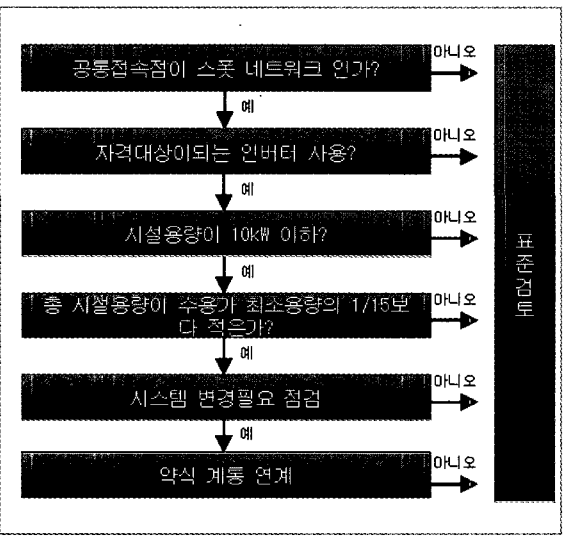 공통접속점이 스폿 네트워크 인가?
아니오
예
자격대상이되는 인버터 사용?
아니오
예
시설용량이 10kW 이하?
아니오
예
총 시설용량이 수용가 최소용량의 1/15보
다 적은가?
아니오
예
시스템 변경필요 점검
아니오
예
약식 계통 연계
아니오
표
준
검
토